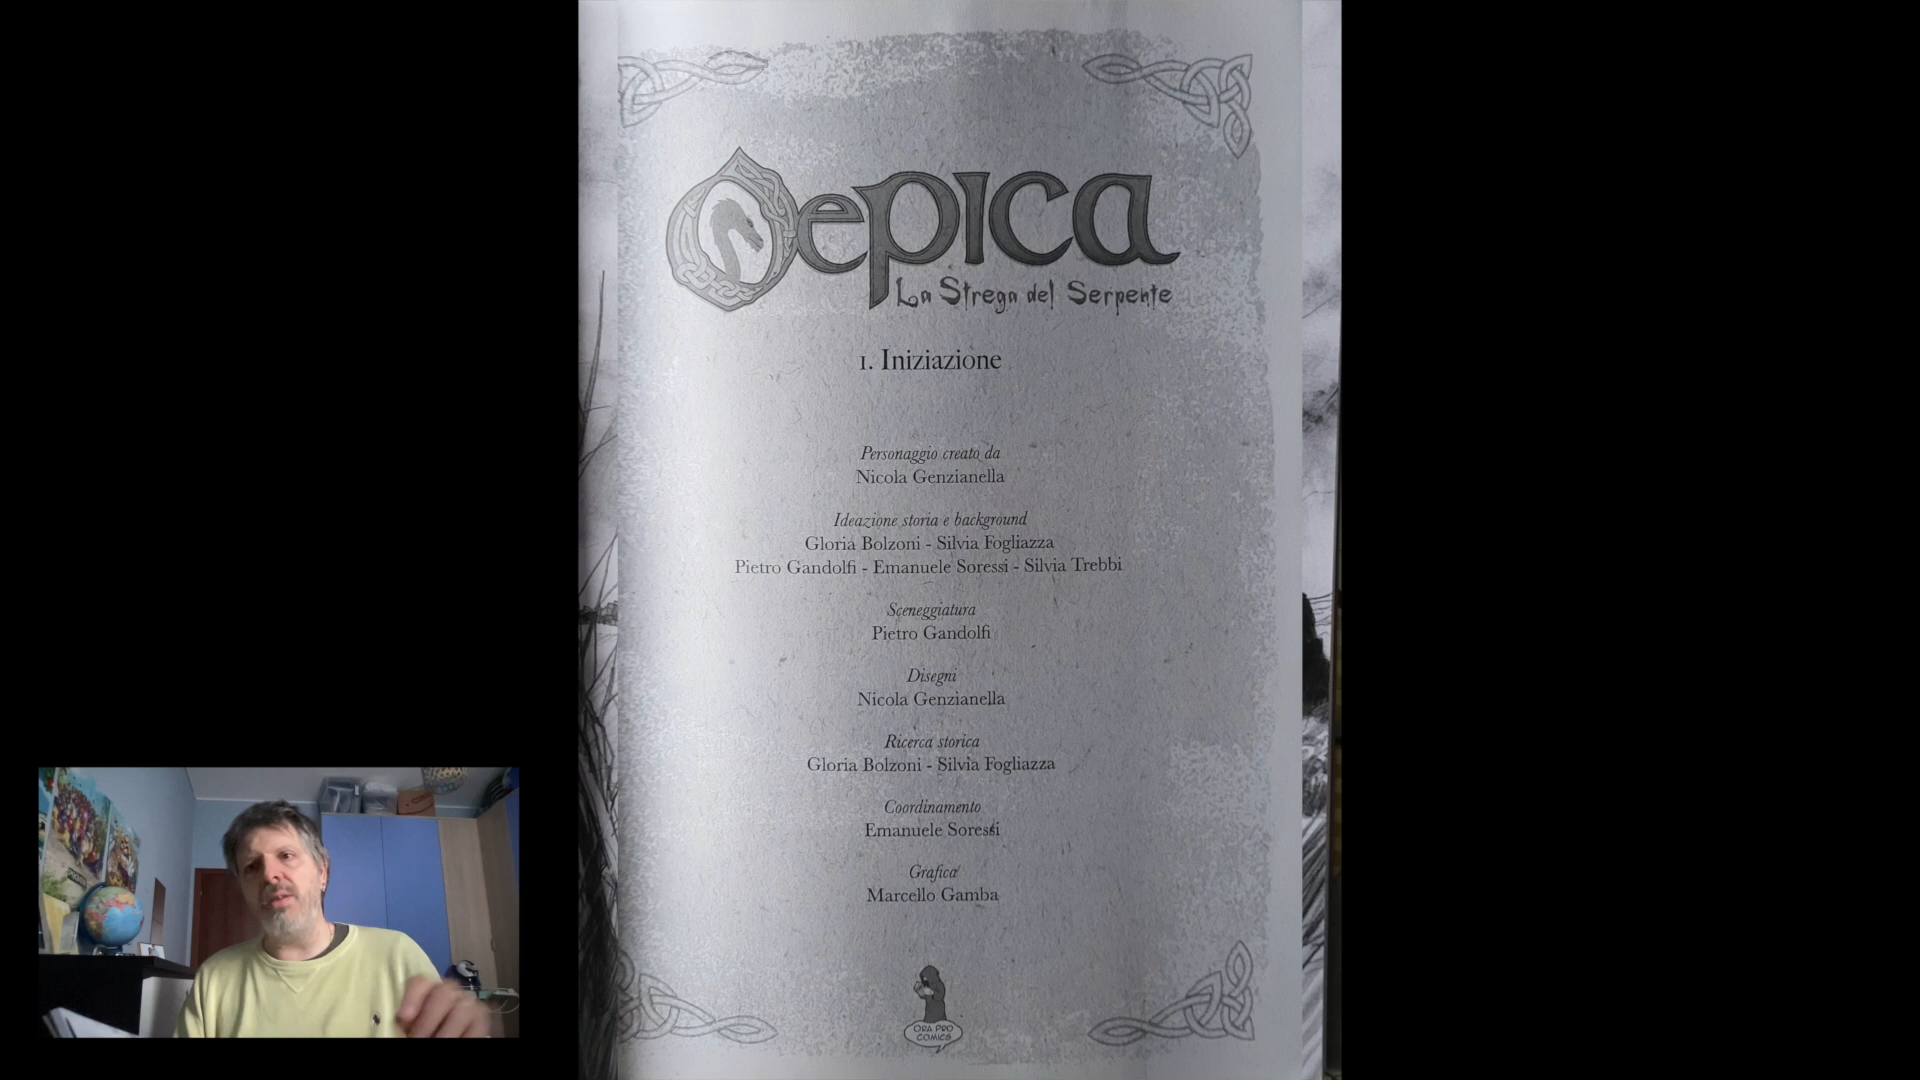 Oepica
La Strega del Serpente
1. Iniziazione
Personaggio creato da
Nicola Genzianella
Ideazione storia e background
Gloria Bolzoni - Silvia Fogliazza
Pietro Gandolfi - Emanuele Soressi - Silvia Trebbi
Sceneggiatura
Pietro Gandolfi
Disegni
Nicola Genzianella
Ricerca storica
Gloria Bolzoni - Silvia Fogliazza
Coordinamento
Emanuele Soressi
Grafica
Marcello Gamba
ORA PRO
COMICS